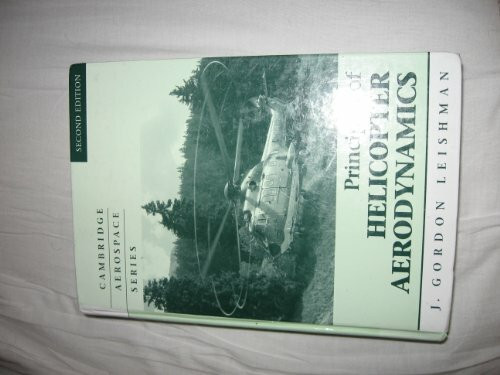 SECOND EDITION
CAMBRIDGE
AEROSPACE
SERIES
Principles of
HELICOPTER
AERODYNAMICS
J. GORDON LEISHMAN